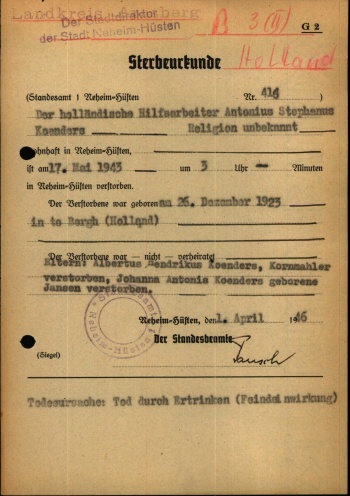 Landkreis Arnsberg
Der Stadtdirektor
der Stadt Neheim-Hüsten
B 3 (II)
G 2
Holland
Sterbeurkunde
(Standesamt 1 Neheim-Hüsten Nr. 414)
Der holländische Hilfsarbeiter Antonius Stephanus
Koenders Religion unbekannt
wohnhaft in Neheim-Hüsten,
ist am 17. Mai 1943 um 3 Uhr — Minuten
in Neheim-Hüsten verstorben.
Der Verstorbene war geboren am 26. Dezember 1923
in te Bergh (Holland)
Der Verstorbene war — nicht — verheiratet
Eltern: Albertus Hendrikus Koenders, Kornmahler
verstorben, Johanna Antonia Koenders geborene
Jansen verstorben.
Neheim-Hüsten, den 1. April 1946
Der Standesbeamte
(Siegel)
Todesursache: Tod durch Ertrinken (Feindeinwirkung)